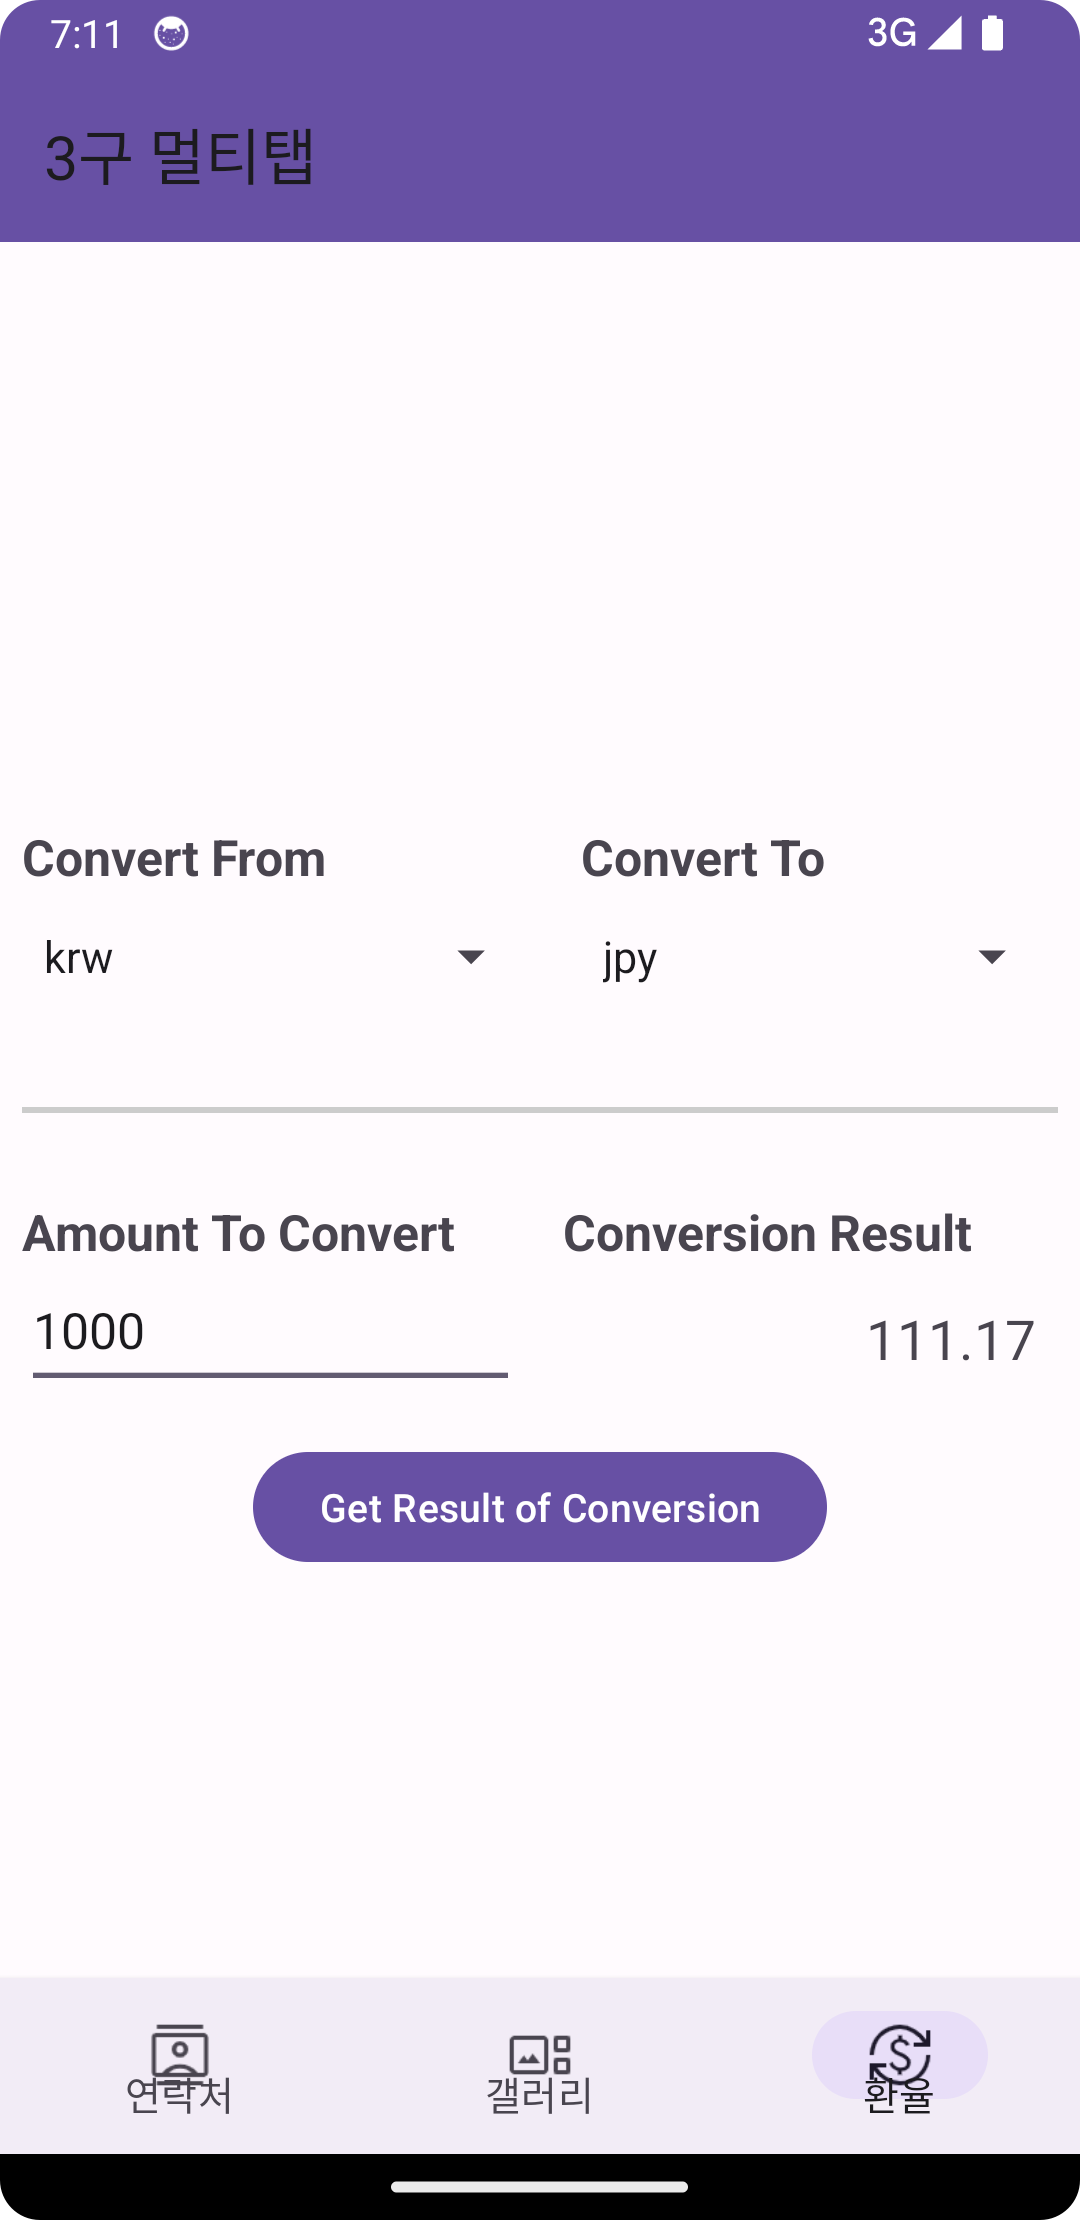 7:11 3G
3구 멀티탭
Convert From Convert To
krw jpy
Amount To Convert Conversion Result
1000 111.17
Get Result of Conversion
연락처 갤러리 환율